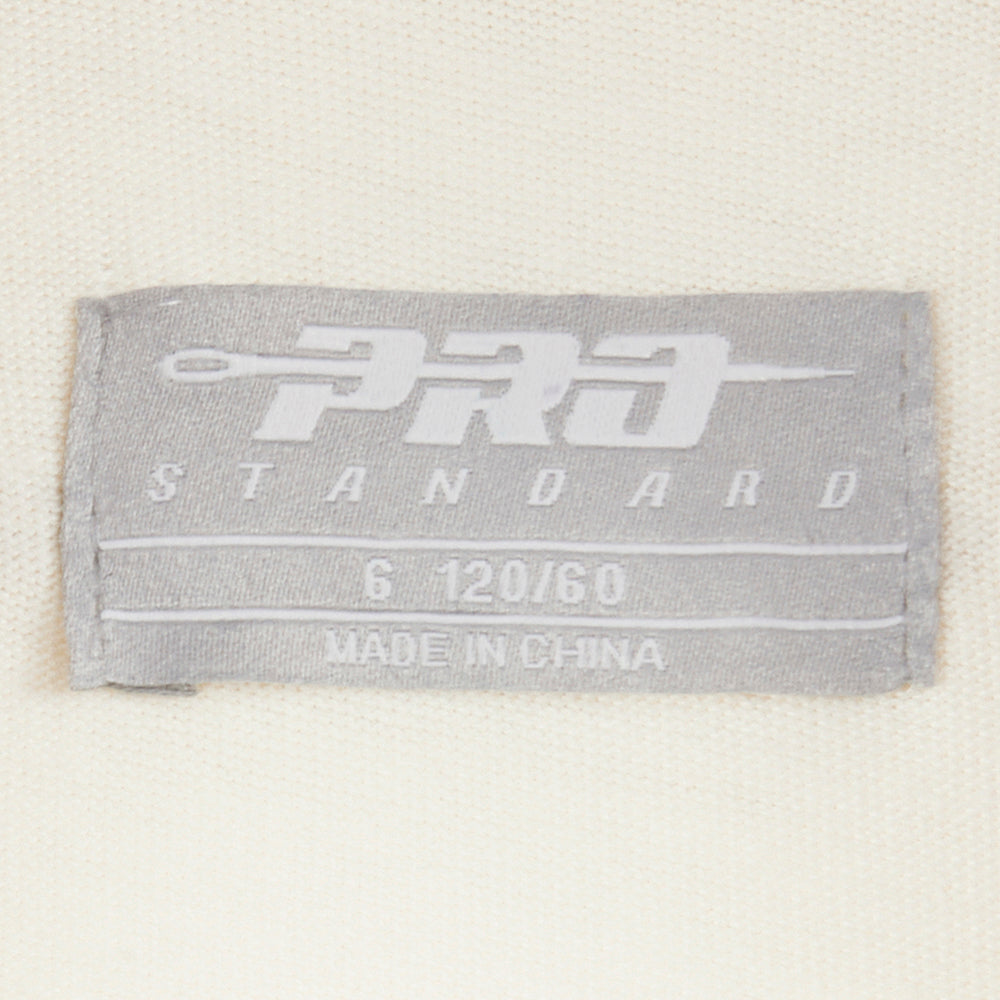 PRO
STANDARD
6 120/60
MADE IN CHINA